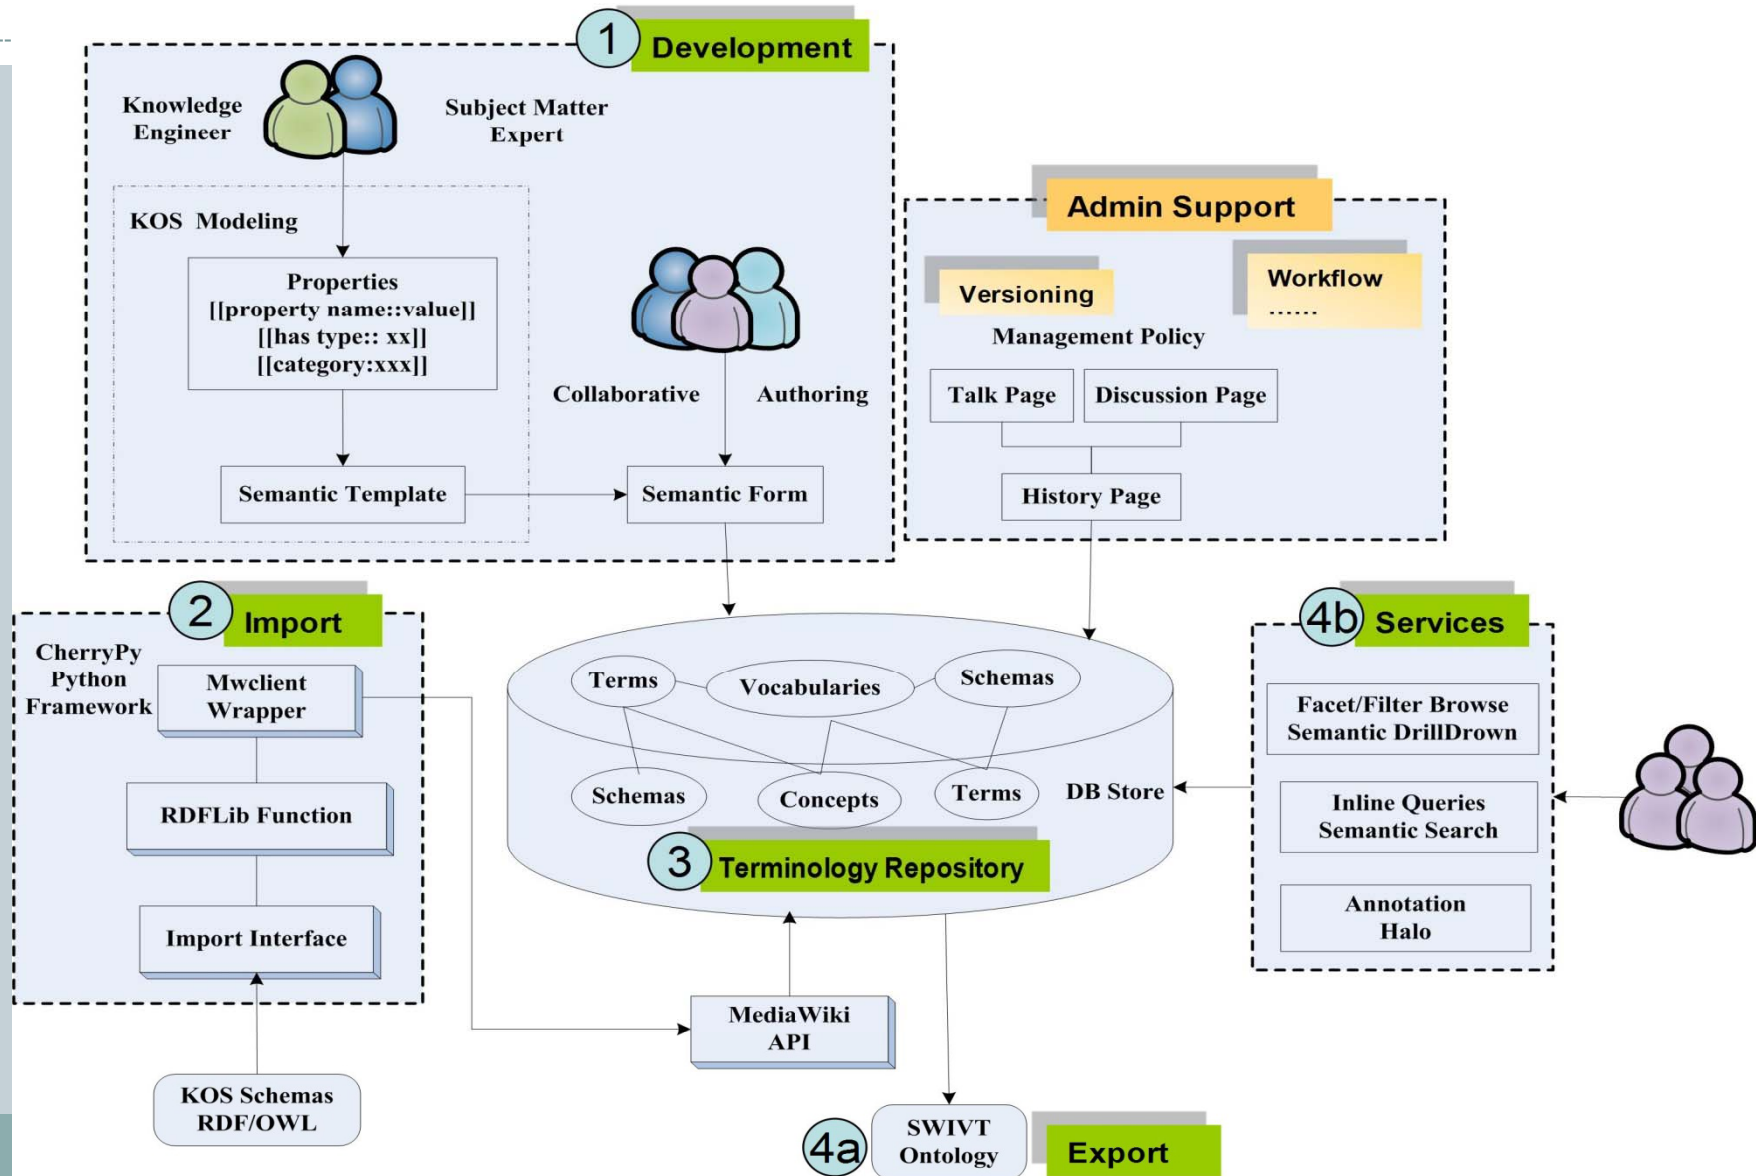 1
Development
Knowledge
Engineer
Subject Matter
Expert
KOS Modeling
Properties
[[property name::value]]
[[has type:: xx]]
[[category:xxx]]
Collaborative Authoring
Semantic Template
Semantic Form
Admin Support
Versioning
Workflow
......
Management Policy
Talk Page
Discussion Page
History Page
2
Import
CherryPy
Python
Framework
Mwclient
Wrapper
RDFLib Function
Import Interface
KOS Schemas
RDF/OWL
Terms
Vocabularies
Schemas
Schemas
Concepts
Terms
DB Store
3
Terminology Repository
MediaWiki
API
4b
Services
Facet/Filter Browse
Semantic DrillDrown
Inline Queries
Semantic Search
Annotation
Halo
4a
SWIVT
Ontology
Export